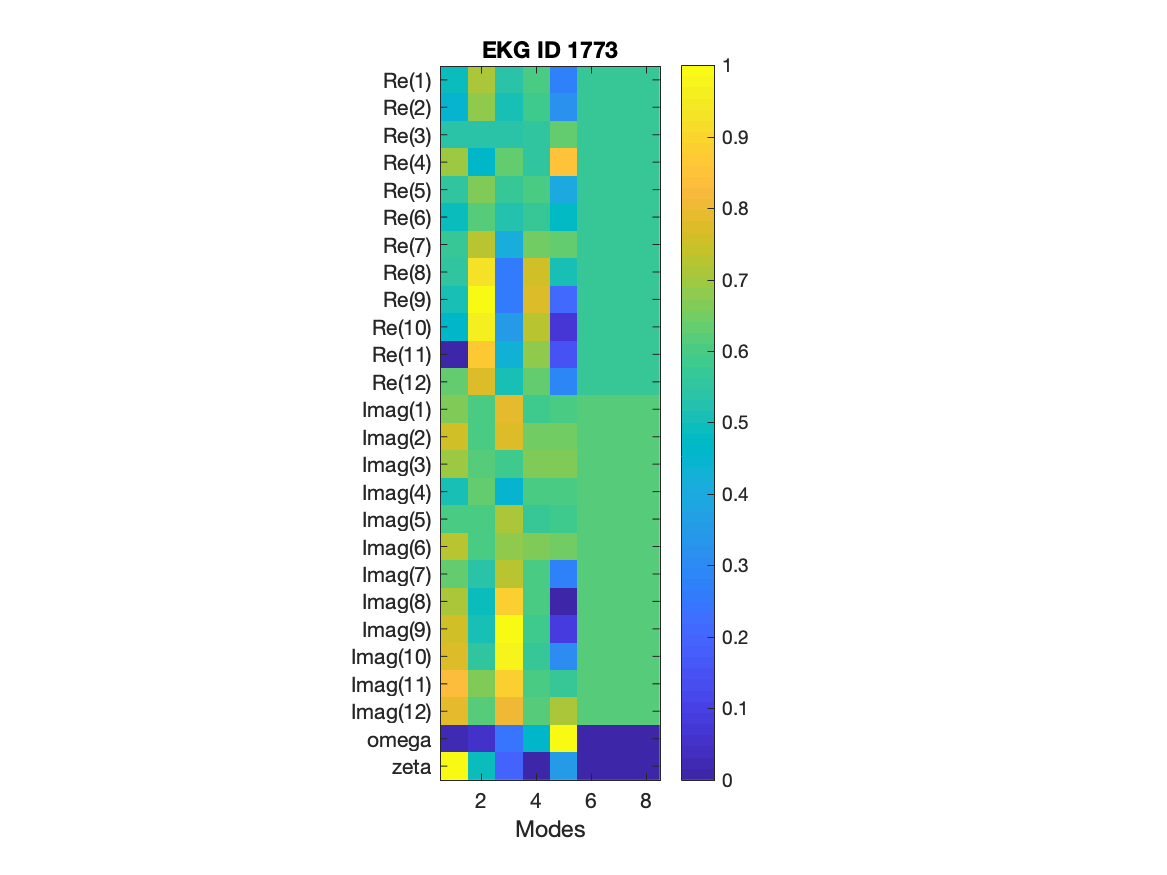 EKG ID 1773
Re(1)
Re(2)
Re(3)
Re(4)
Re(5)
Re(6)
Re(7)
Re(8)
Re(9)
Re(10)
Re(11)
Re(12)
Imag(1)
Imag(2)
Imag(3)
Imag(4)
Imag(5)
Imag(6)
Imag(7)
Imag(8)
Imag(9)
Imag(10)
Imag(11)
Imag(12)
omega
zeta
2 4 6 8
Modes
1
0.9
0.8
0.7
0.6
0.5
0.4
0.3
0.2
0.1
0